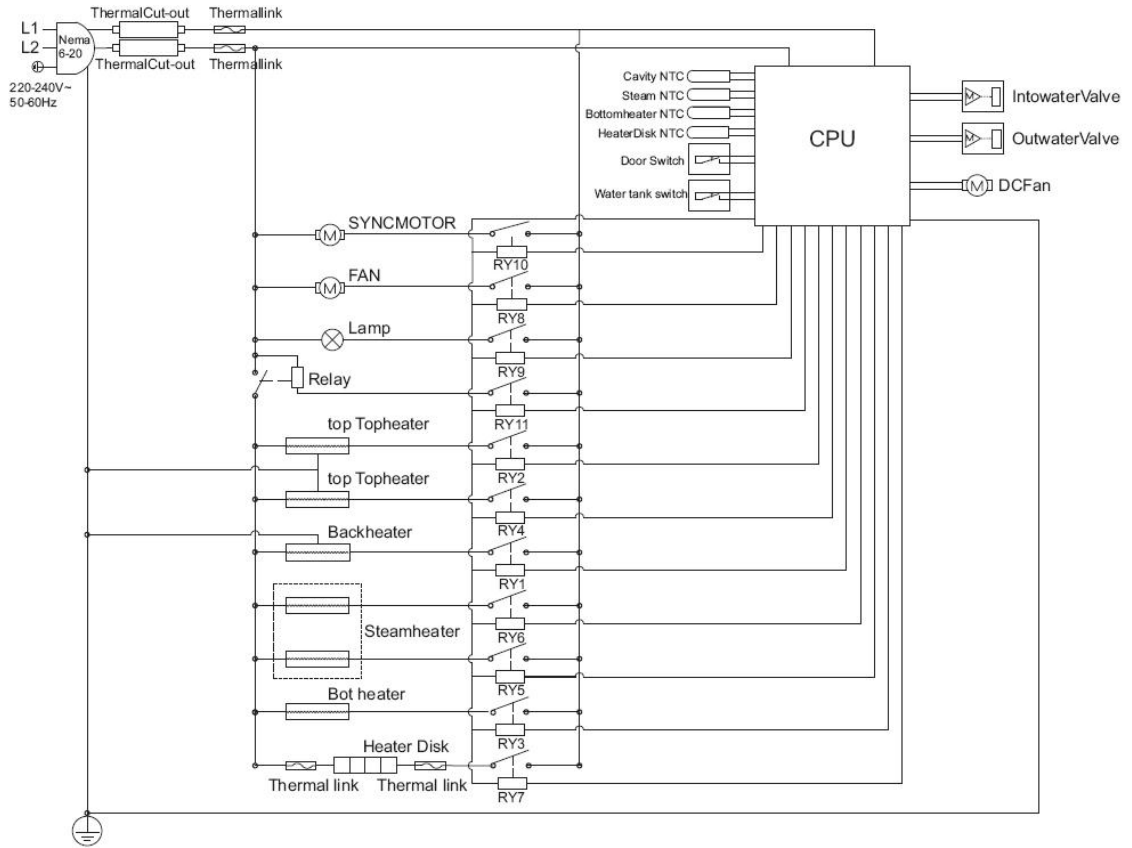 ThermalCut-out
Thermallink
L1
L2
Nema
6-20
ThermalCut-out
Thermallink
220-240V~
50-60Hz
Cavity NTC
Steam NTC
Bottomheater NTC
HeaterDisk NTC
Door Switch
Water tank switch
CPU
M
IntowaterValve
M
OutwaterValve
M
DCFan
SYNCMOTOR
M
RY10
FAN
M
RY8
Lamp
RY9
Relay
RY11
top Topheater
RY2
top Topheater
RY4
Backheater
RY1
RY6
Steamheater
RY5
Bot heater
RY3
Heater Disk
Thermal link
Thermal link
RY7